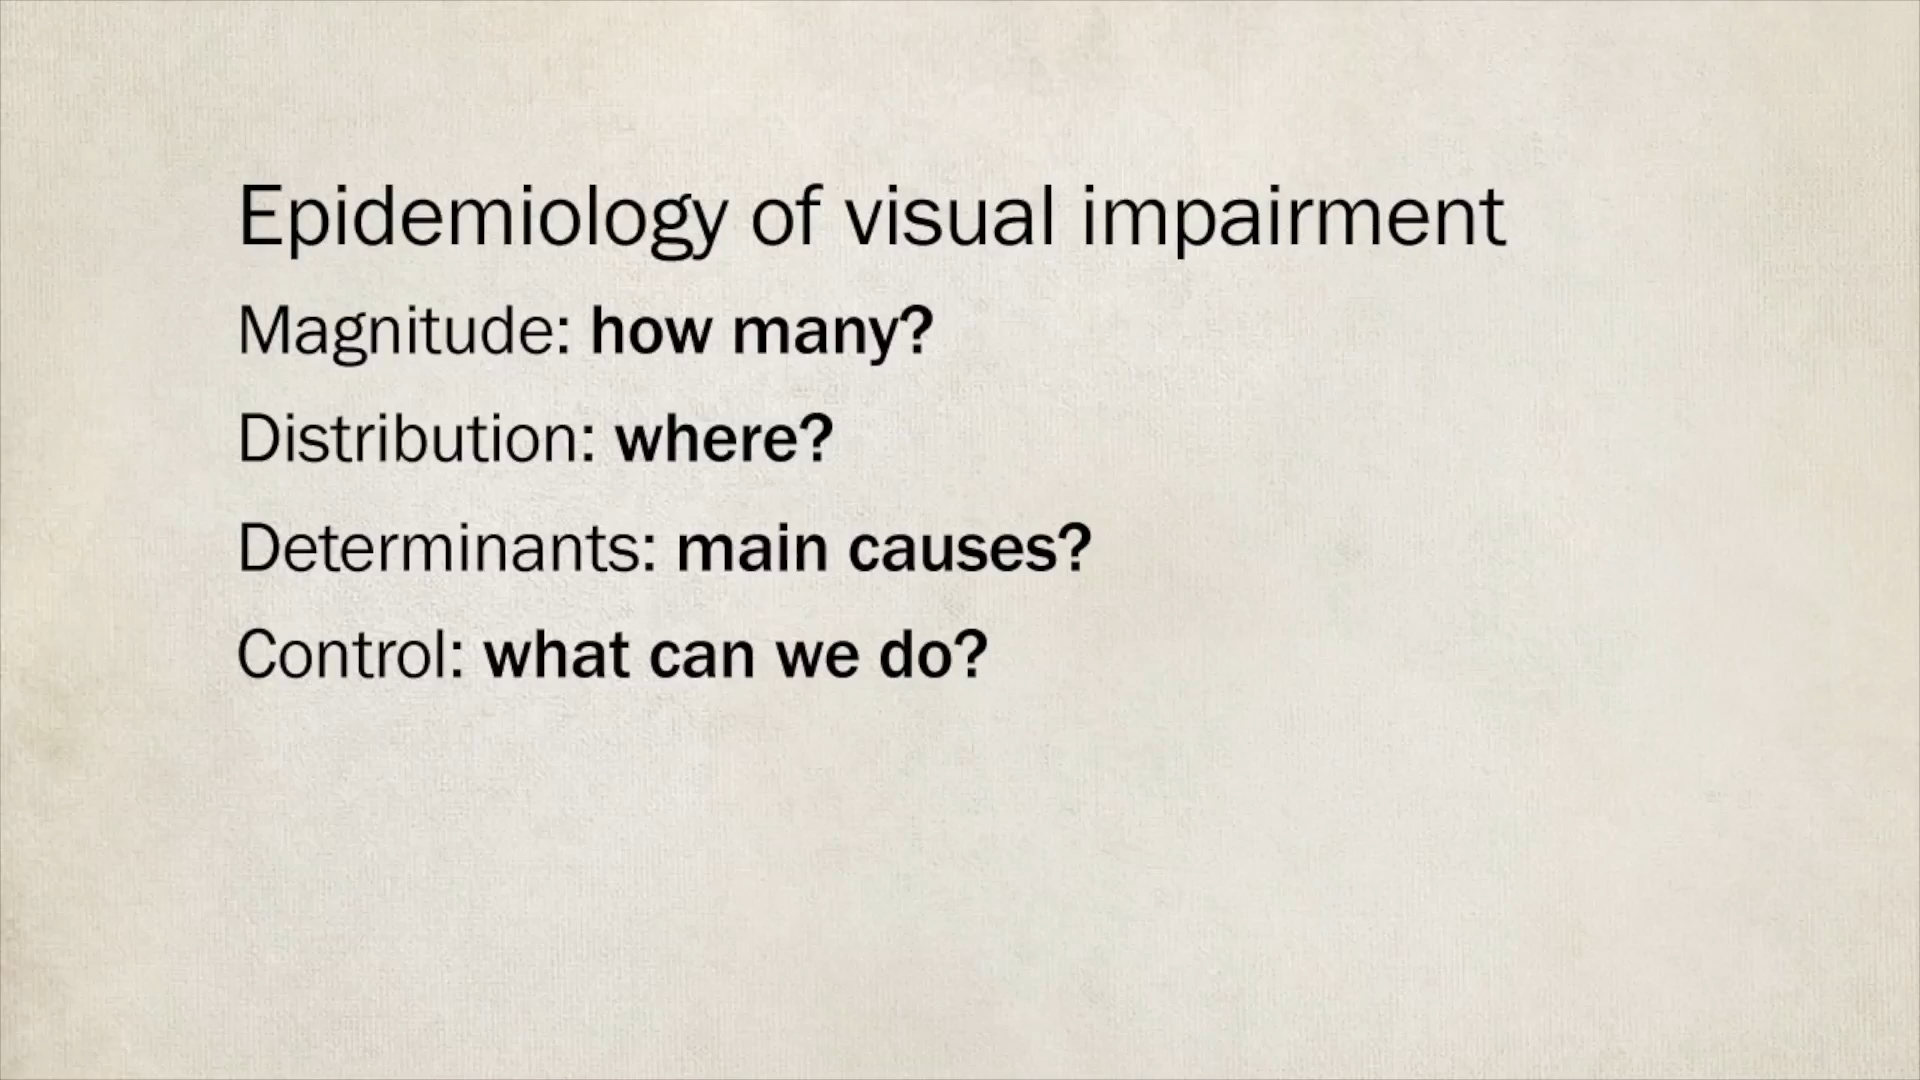 Epidemiology of visual impairment
Magnitude: how many?
Distribution: where?
Determinants: main causes?
Control: what can we do?